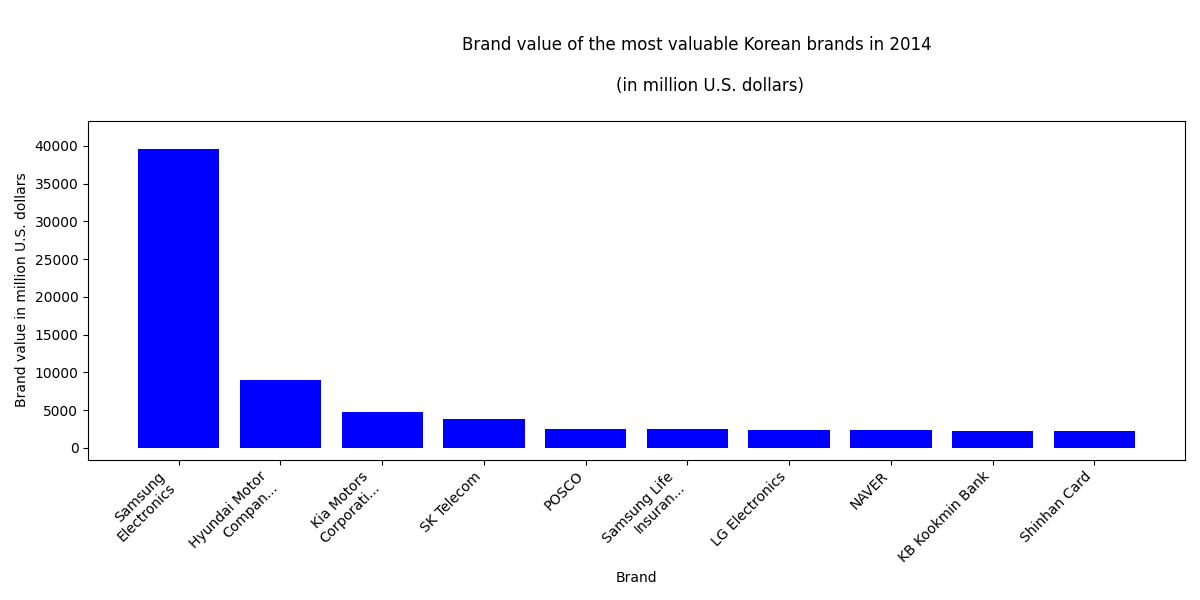 Brand value of the most valuable Korean brands in 2014
(in million U.S. dollars)
Brand value in million U.S. dollars
40000
35000
30000
25000
20000
15000
10000
5000
0
Samsung
Electronics
Hyundai Motor
Compan...
Kia Motors
Corporati...
SK Telecom
POSCO
Samsung Life
Insuran...
LG Electronics
NAVER
KB Kookmin Bank
Shinhan Card
Brand